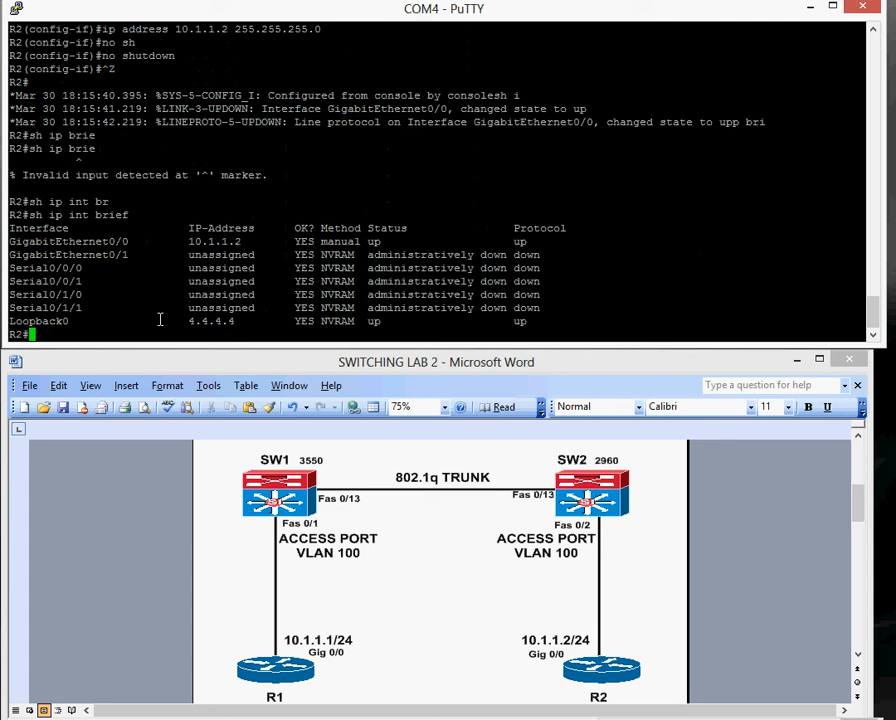 COM4 - PuTTY
R2(config-if)#ip address 10.1.1.2 255.255.255.0
R2(config-if)#no sh
R2(config-if)#no shutdown
R2(config-if)#^Z
R2#
*Mar 30 18:15:40.395: %SYS-5-CONFIG_I: Configured from console by consolesh i
*Mar 30 18:15:41.219: %LINK-3-UPDOWN: Interface GigabitEthernet0/0, changed state to up
*Mar 30 18:15:42.219: %LINEPROTO-5-UPDOWN: Line protocol on Interface GigabitEthernet0/0, changed state to upp bri
R2#sh ip brie
R2#sh ip brie
^
% Invalid input detected at '^' marker.
R2#sh ip int br
R2#sh ip int brief
Interface IP-Address OK? Method Status Protocol
GigabitEthernet0/0 10.1.1.2 YES manual up up
GigabitEthernet0/1 unassigned YES NVRAM administratively down down
Serial0/0/0 unassigned YES NVRAM administratively down down
Serial0/0/1 unassigned YES NVRAM administratively down down
Serial0/1/0 unassigned YES NVRAM administratively down down
Serial0/1/1 unassigned YES NVRAM administratively down down
Loopback0 4.4.4.4 YES NVRAM up up
R2#
SWITCHING LAB 2 - Microsoft Word
File Edit View Insert Format Tools Table Window Help Type a question for help
75% Read Normal Calibri 11 B U
SW1 3550
SW2 2960
802.1q TRUNK
Fas 0/13
Fas 0/13
Fas 0/1
Fas 0/2
ACCESS PORT
VLAN 100
ACCESS PORT
VLAN 100
10.1.1.1/24
Gig 0/0
10.1.1.2/24
Gig 0/0
R1
R2